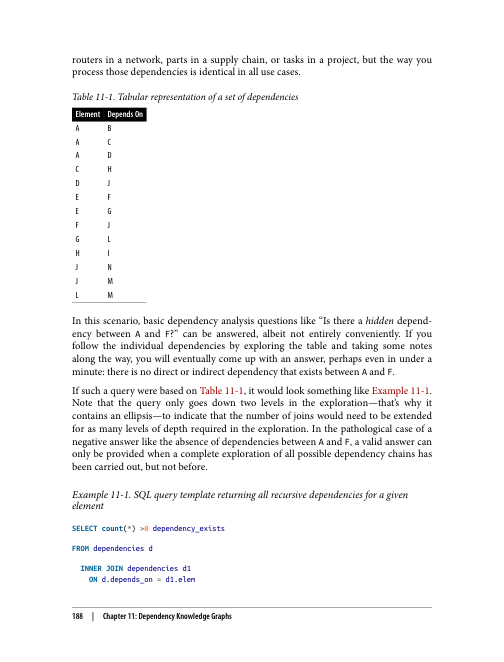 routers in a network, parts in a supply chain, or tasks in a project, but the way you
process those dependencies is identical in all use cases.
Table 11-1. Tabular representation of a set of dependencies
Element Depends On
A B
A C
A D
C H
D J
E F
E G
F J
G L
H I
J N
J M
L M
In this scenario, basic dependency analysis questions like “Is there a hidden depend-
ency between A and F?” can be answered, albeit not entirely conveniently. If you
follow the individual dependencies by exploring the table and taking some notes
along the way, you will eventually come up with an answer, perhaps even in under a
minute: there is no direct or indirect dependency that exists between A and F.
If such a query were based on Table 11-1, it would look something like Example 11-1.
Note that the query only goes down two levels in the exploration—that’s why it
contains an ellipsis—to indicate that the number of joins would need to be extended
for as many levels of depth required in the exploration. In the pathological case of a
negative answer like the absence of dependencies between A and F, a valid answer can
only be provided when a complete exploration of all possible dependency chains has
been carried out, but not before.
Example 11-1. SQL query template returning all recursive dependencies for a given
element
SELECT count(*) >0 dependency_exists
FROM dependencies d
INNER JOIN dependencies d1
ON d.depends_on = d1.elem
188 | Chapter 11: Dependency Knowledge Graphs